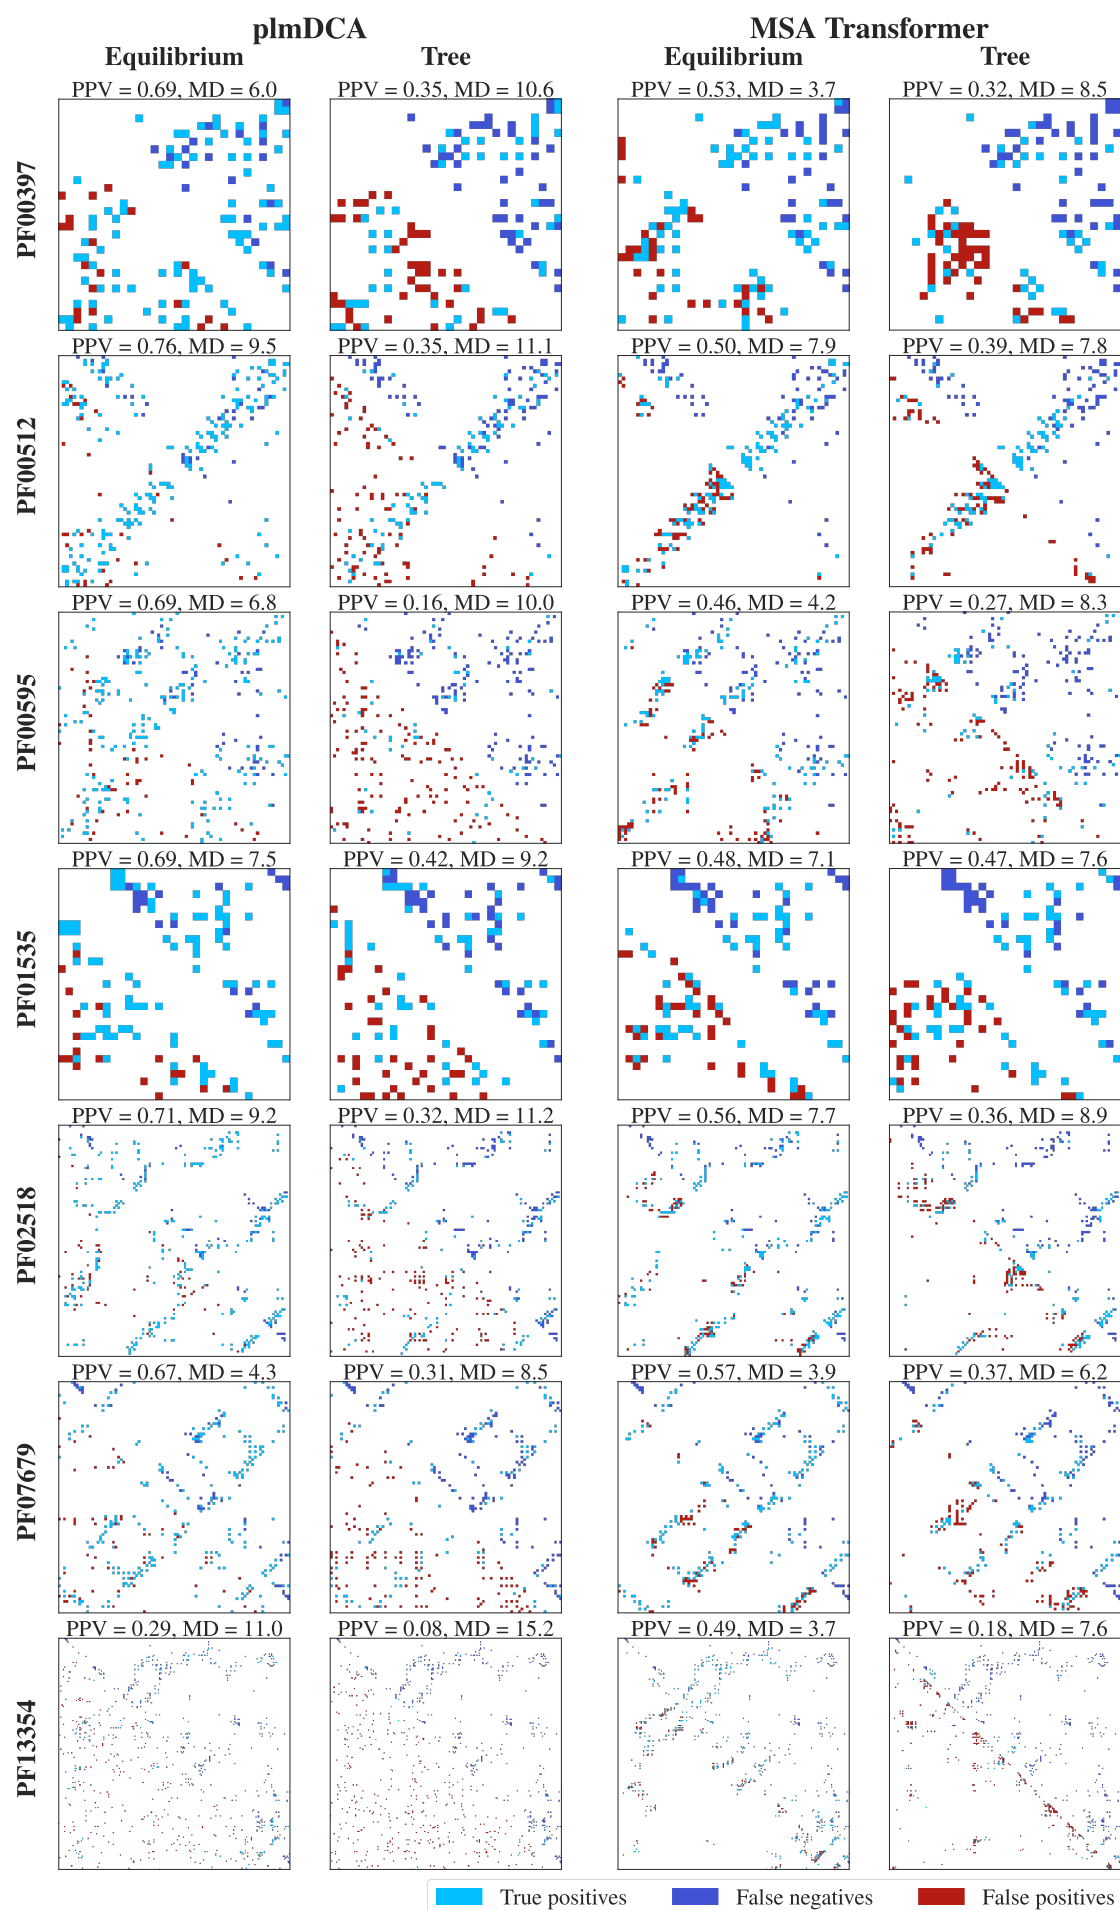 plmDCA MSA Transformer
Equilibrium Tree Equilibrium Tree
PPV = 0.69, MD = 6.0 PPV = 0.35, MD = 10.6 PPV = 0.53, MD = 3.7 PPV = 0.32, MD = 8.5
PF00397
PPV = 0.76, MD = 9.5 PPV = 0.35, MD = 11.1 PPV = 0.50, MD = 7.9 PPV = 0.39, MD = 7.8
PF00512
PPV = 0.69, MD = 6.8 PPV = 0.16, MD = 10.0 PPV = 0.46, MD = 4.2 PPV = 0.27, MD = 8.3
PF00595
PPV = 0.69, MD = 7.5 PPV = 0.42, MD = 9.2 PPV = 0.48, MD = 7.1 PPV = 0.47, MD = 7.6
PF01535
PPV = 0.71, MD = 9.2 PPV = 0.32, MD = 11.2 PPV = 0.56, MD = 7.7 PPV = 0.36, MD = 8.9
PF02518
PPV = 0.67, MD = 4.3 PPV = 0.31, MD = 8.5 PPV = 0.57, MD = 3.9 PPV = 0.37, MD = 6.2
PF07679
PPV = 0.29, MD = 11.0 PPV = 0.08, MD = 15.2 PPV = 0.49, MD = 3.7 PPV = 0.18, MD = 7.6
PF13354
True positives False negatives False positives